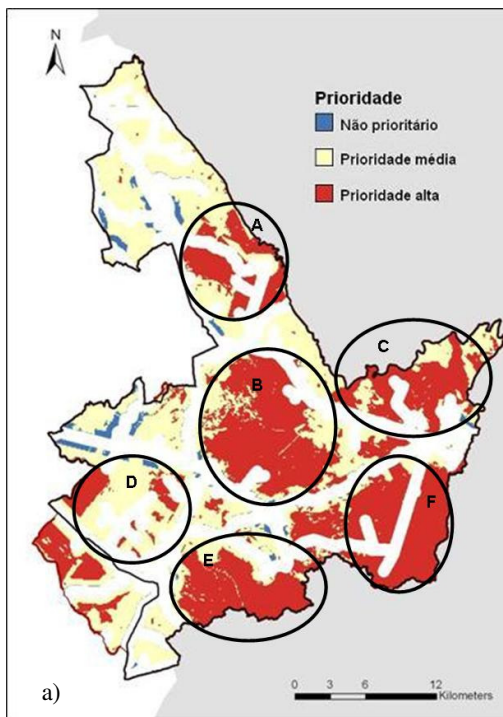 N
Prioridade
Não prioritário
Prioridade média
Prioridade alta
A
B
C
D
E
F
a)
0 3 6 12
Kilometers